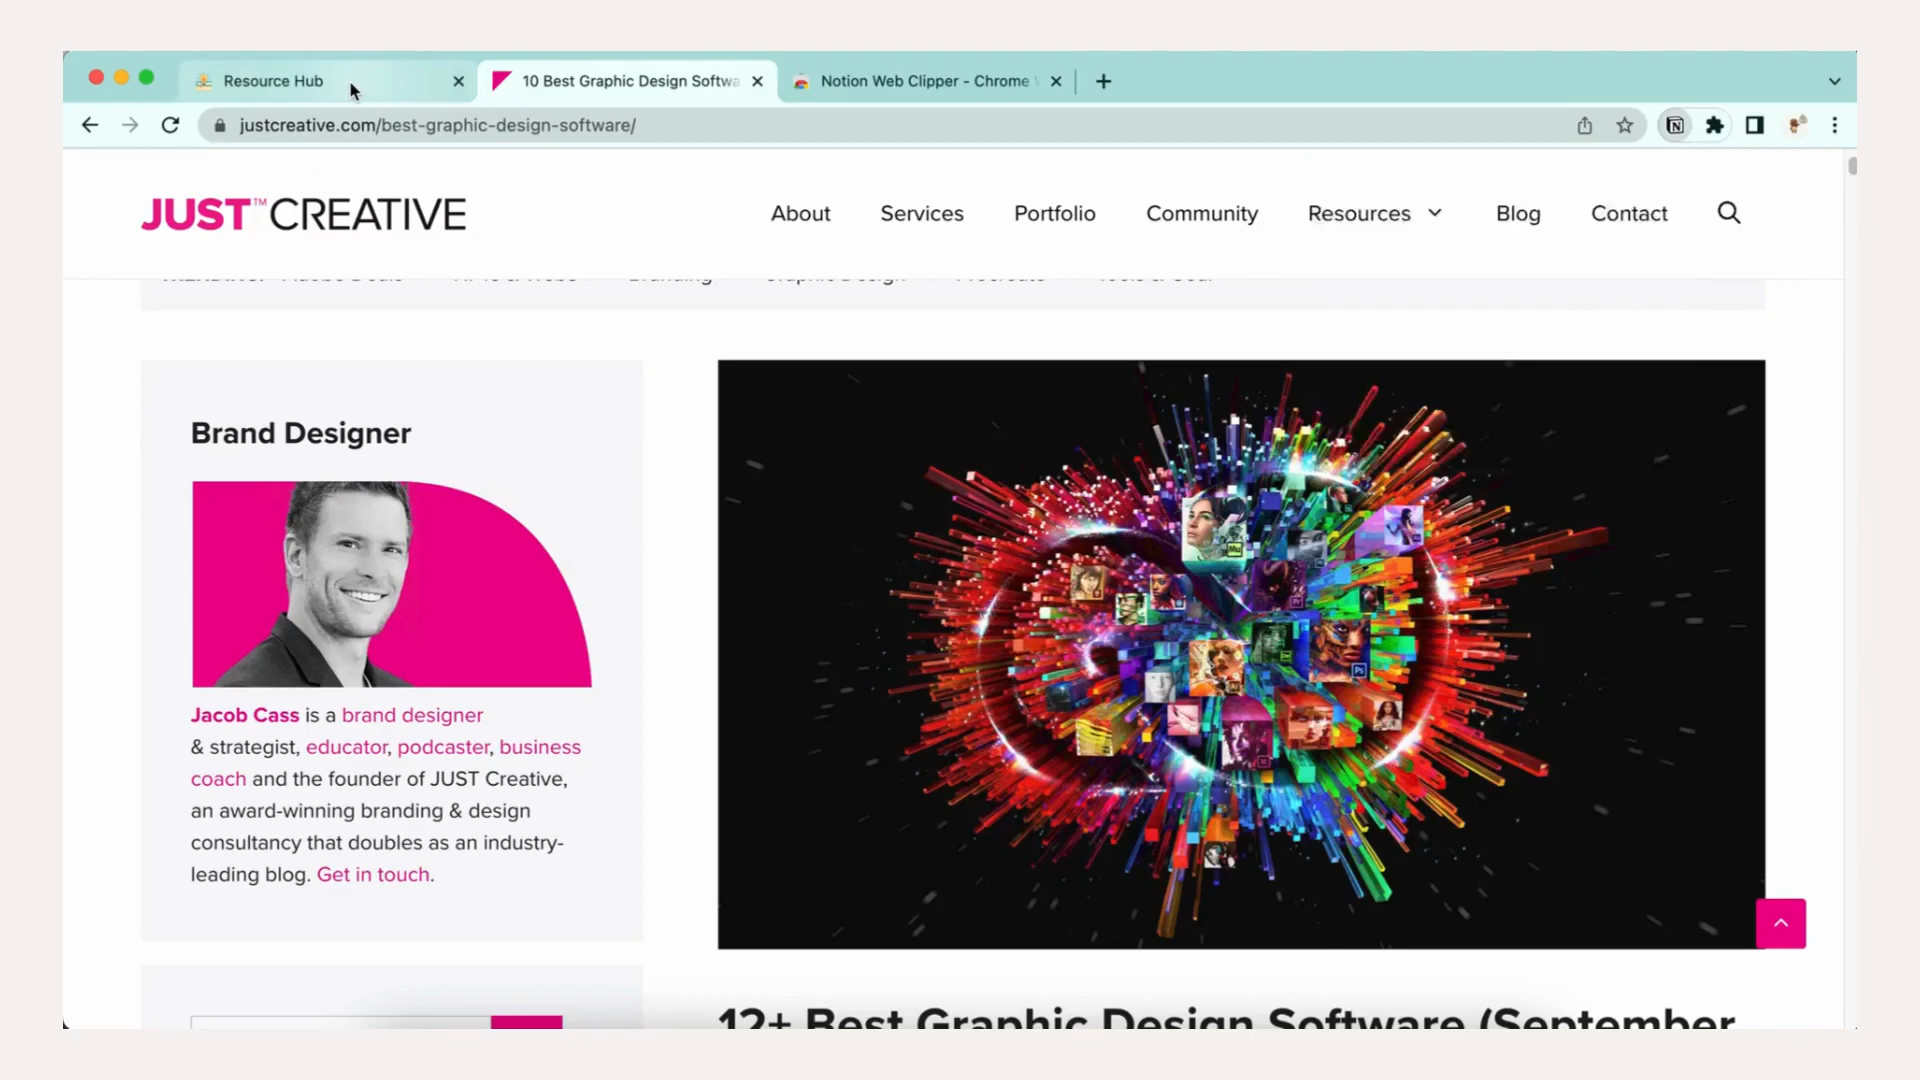 Resource Hub
10 Best Graphic Design Softwa
Notion Web Clipper - Chrome
justcreative.com/best-graphic-design-software/
JUST™CREATIVE
About
Services
Portfolio
Community
Resources
Blog
Contact
Brand Designer
Jacob Cass is a brand designer
& strategist, educator, podcaster, business
coach and the founder of JUST Creative,
an award-winning branding & design
consultancy that doubles as an industry-
leading blog. Get in touch.
12+ Best Graphic Design Software (September